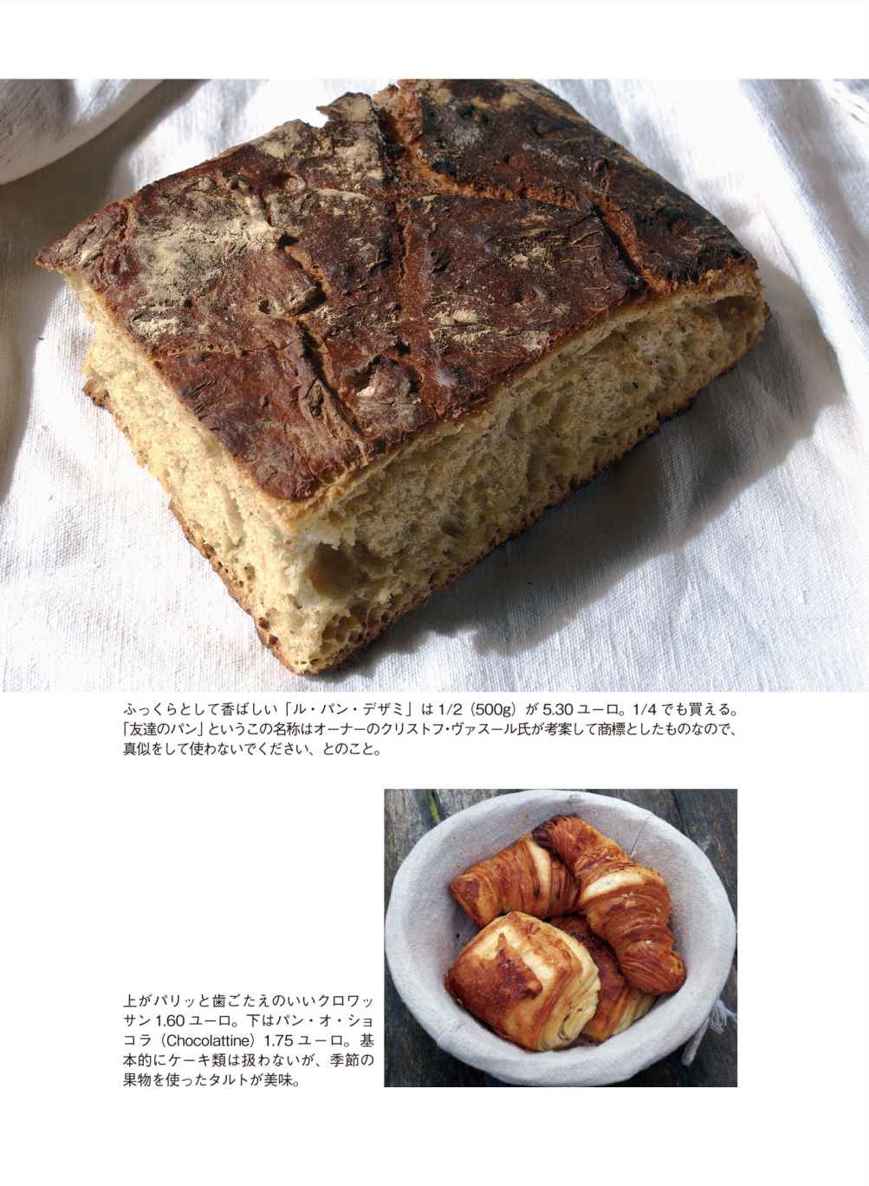 ふっくらとして香ばしい「ル・パン・デザミ」は 1/2（500g）が 5.30 ユーロ。1/4 でも買える。
「友達のパン」というこの名称はオーナーのクリストフ・ヴァスール氏が考案して商標としたものなので、
真似をして使わないでください、とのこと。
上がパリッと歯ごたえのいいクロワッ
サン 1.60 ユーロ。下はパン・オ・ショ
コラ（Chocolattine）1.75 ユーロ。基
本的にケーキ類は扱わないが、季節の
果物を使ったタルトが美味。